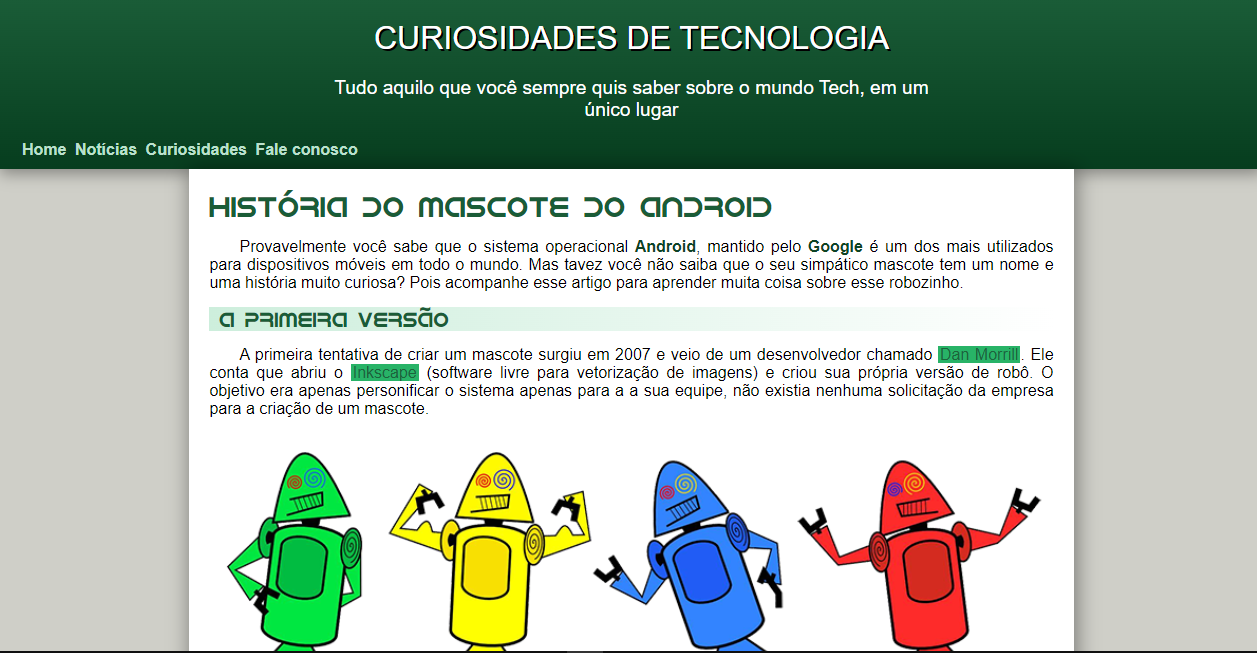 CURIOSIDADES DE TECNOLOGIA
Tudo aquilo que você sempre quis saber sobre o mundo Tech, em um
único lugar
Home Notícias Curiosidades Fale conosco
História do Mascote do Android
Provavelmente você sabe que o sistema operacional Android, mantido pelo Google é um dos mais utilizados
para dispositivos móveis em todo o mundo. Mas tavez você não saiba que o seu simpático mascote tem um nome e
uma história muito curiosa? Pois acompanhe esse artigo para aprender muita coisa sobre esse robozinho.
A primeira versão
A primeira tentativa de criar um mascote surgiu em 2007 e veio de um desenvolvedor chamado Dan Morrill. Ele
conta que abriu o Inkscape (software livre para vetorização de imagens) e criou sua própria versão de robô. O
objetivo era apenas personificar o sistema apenas para a a sua equipe, não existia nenhuma solicitação da empresa
para a criação de um mascote.